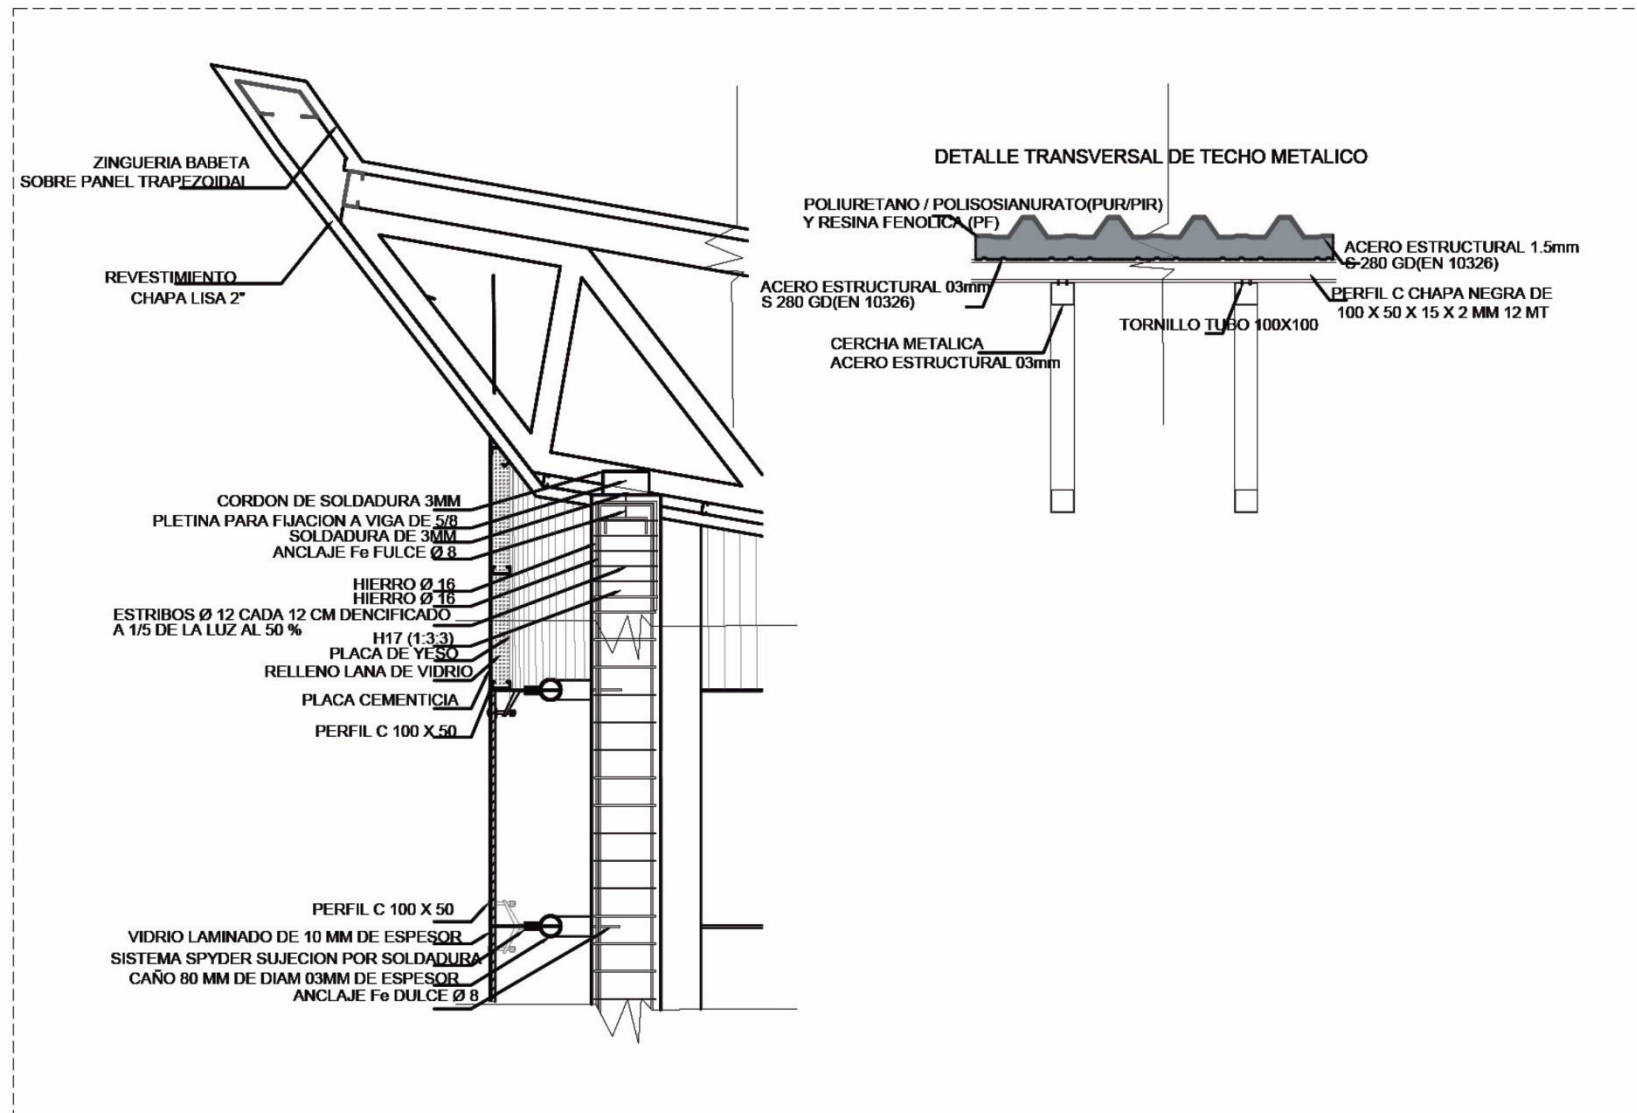 ZINGUERIA BABETA
SOBRE PANEL TRAPEZOIDAL
REVESTIMIENTO
CHAPA LISA 2"
CORDON DE SOLDADURA 3MM
PLETINA PARA FIJACION A VIGA DE 5/8
SOLDADURA DE 3MM
ANCLAJE Fe FULCE Ø 8
HIERRO Ø 16
HIERRO Ø 16
ESTRIBOS Ø 12 CADA 12 CM DENCIFICADO
A 1/5 DE LA LUZ AL 50 %
H17 (1:3:3)
PLACA DE YESO
RELLENO LANA DE VIDRIO
PLACA CEMENTICIA
PERFIL C 100 X 50
PERFIL C 100 X 50
VIDRIO LAMINADO DE 10 MM DE ESPESOR
SISTEMA SPYDER SUJECION POR SOLDADURA
CAÑO 80 MM DE DIAM 03MM DE ESPESOR
ANCLAJE Fe DULCE Ø 8
DETALLE TRANSVERSAL DE TECHO METALICO
POLIURETANO / POLISOSIANURATO(PUR/PIR)
Y RESINA FENOLICA (PF)
ACERO ESTRUCTURAL 1.5mm
S 280 GD(EN 10326)
ACERO ESTRUCTURAL 03mm
S 280 GD(EN 10326)
PERFIL C CHAPA NEGRA DE
100 X 50 X 15 X 2 MM 12 MT
TORNILLO TUBO 100X100
CERCHA METALICA
ACERO ESTRUCTURAL 03mm